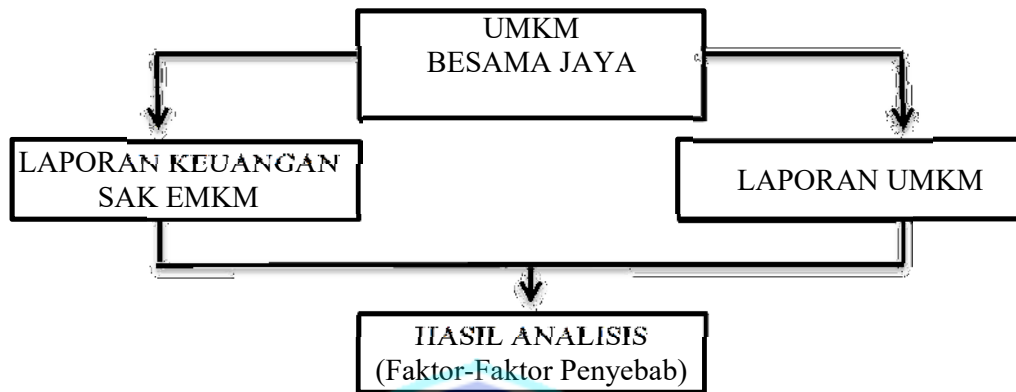 UMKM
BESAMA JAYA
LAPORAN KEUANGAN
SAK EMKM
LAPORAN UMKM
HASIL ANALISIS
(Faktor-Faktor Penyebab)